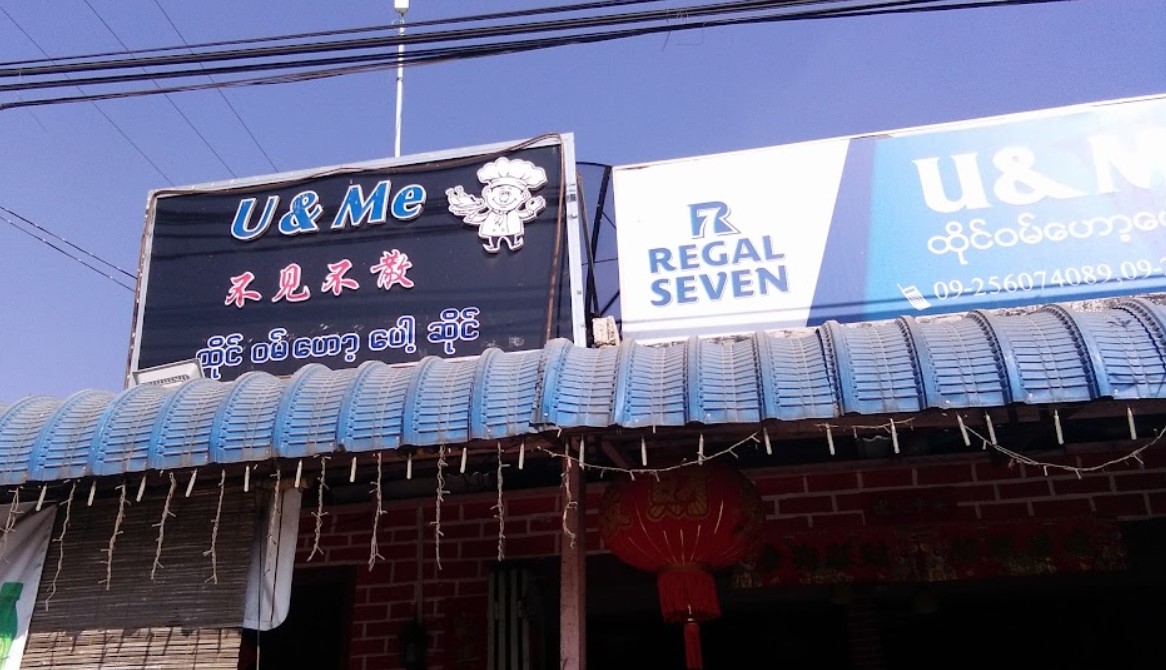 U & Me
不见不散
ထိုင် ဝမ် ဟော့ ပေါ့ ဆိုင်
REGAL
SEVEN
U& M
ထိုင်ဝမ်ဟော့
09-256074089, 09-